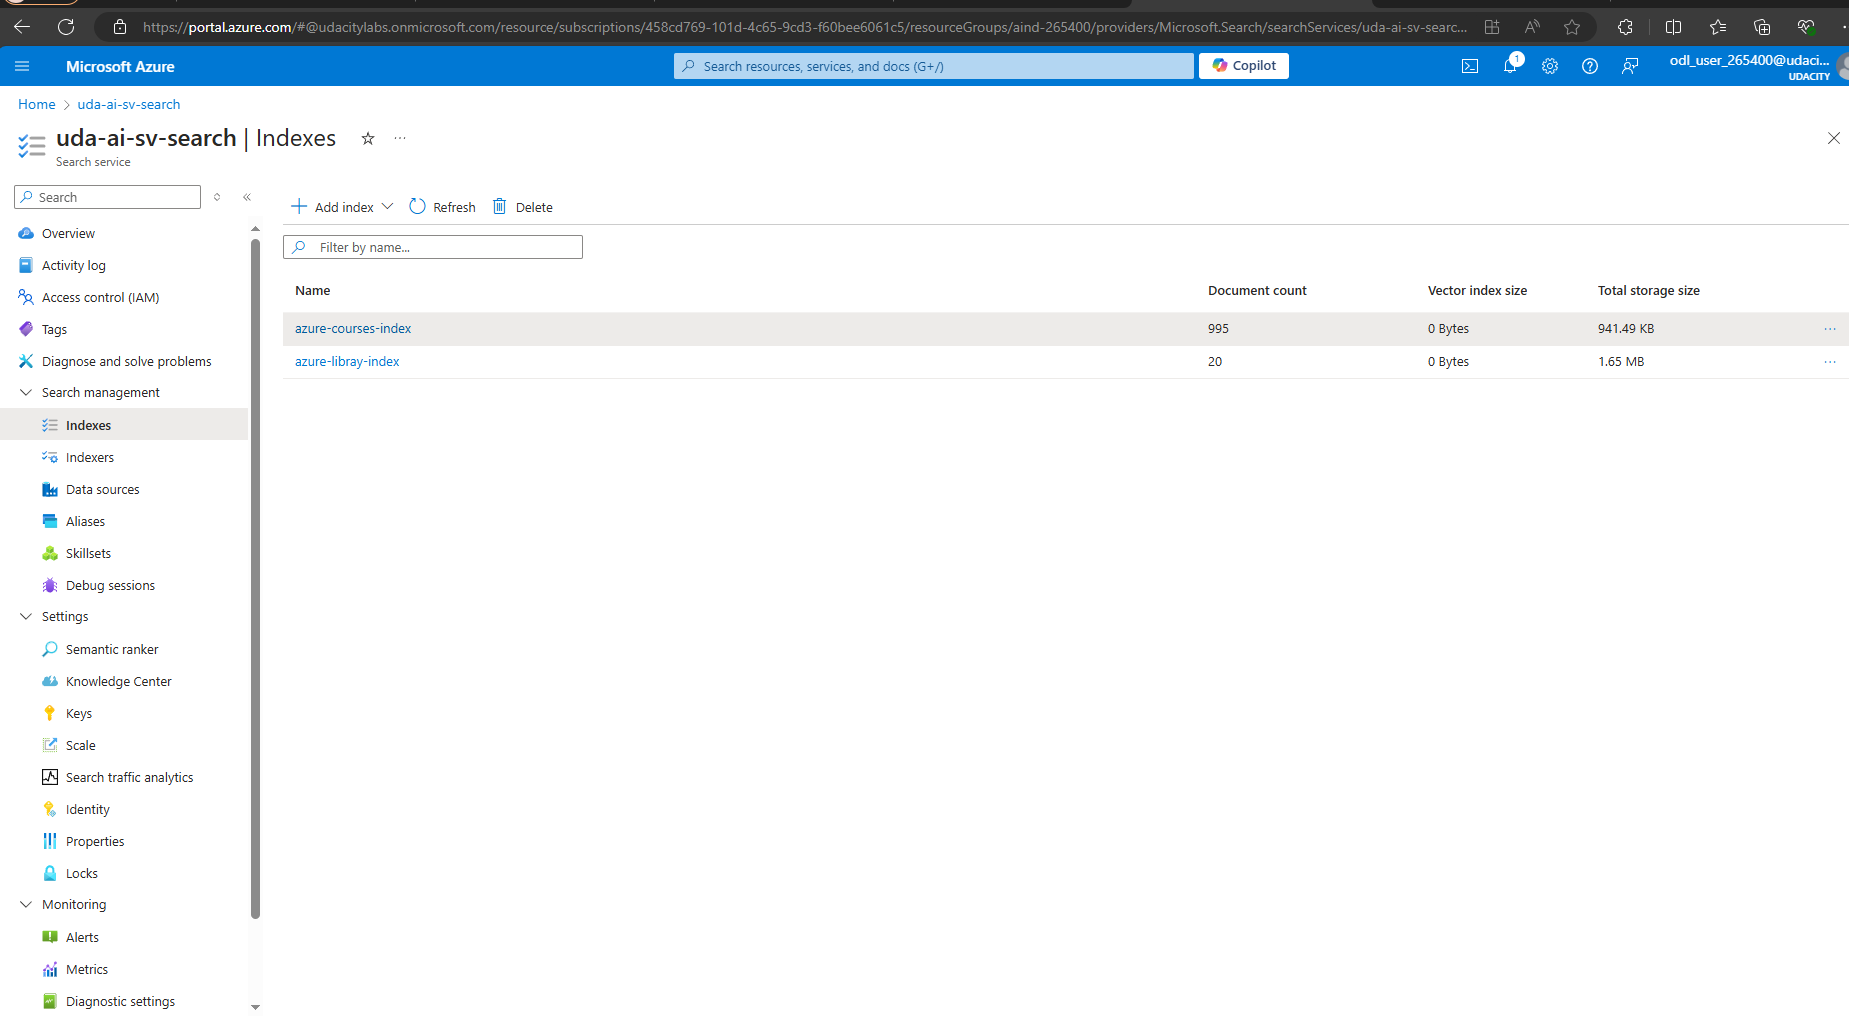 https://portal.azure.com/#@udacitylabs.onmicrosoft.com/resource/subscriptions/458cd769-101d-4c65-9cd3-f60bee6061c5/resourceGroups/aind-265400/providers/Microsoft.Search/searchServices/uda-ai-sv-searc...
Microsoft Azure
Search resources, services, and docs (G+/)
Copilot
1
odl_user_265400@udaci...
UDACITY
Home > uda-ai-sv-search
uda-ai-sv-search | Indexes
Search service
Search
Add index
Refresh
Delete
Filter by name...
Name Document count Vector index size Total storage size
azure-courses-index 995 0 Bytes 941.49 KB
azure-libray-index 20 0 Bytes 1.65 MB
Overview
Activity log
Access control (IAM)
Tags
Diagnose and solve problems
Search management
Indexes
Indexers
Data sources
Aliases
Skillsets
Debug sessions
Settings
Semantic ranker
Knowledge Center
Keys
Scale
Search traffic analytics
Identity
Properties
Locks
Monitoring
Alerts
Metrics
Diagnostic settings